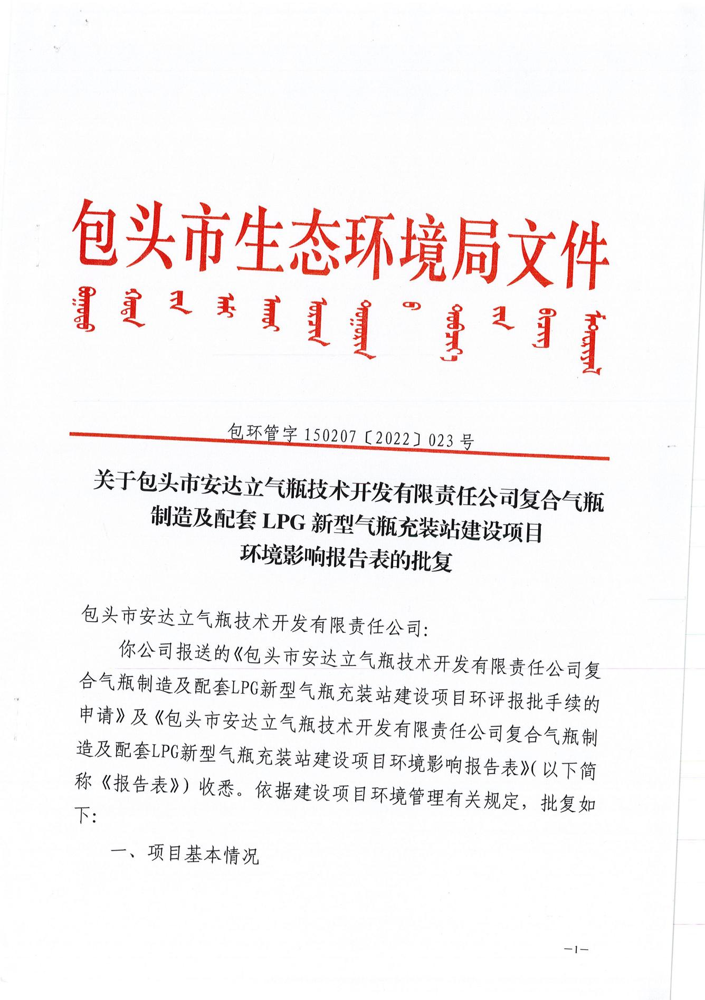 包头市生态环境局文件
包环管字 150207〔2022〕023 号
关于包头市安达立气瓶技术开发有限责任公司复合气瓶
制造及配套 LPG 新型气瓶充装站建设项目
环境影响报告表的批复
包头市安达立气瓶技术开发有限责任公司:
你公司报送的《包头市安达立气瓶技术开发有限责任公司复
合气瓶制造及配套LPG新型气瓶充装站建设项目环评报批手续的
申请》及《包头市安达立气瓶技术开发有限责任公司复合气瓶制
造及配套LPG新型气瓶充装站建设项目环境影响报告表》(以下简
称《报告表》)收悉。依据建设项目环境管理有关规定，批复如
下:
一、项目基本情况
—1—